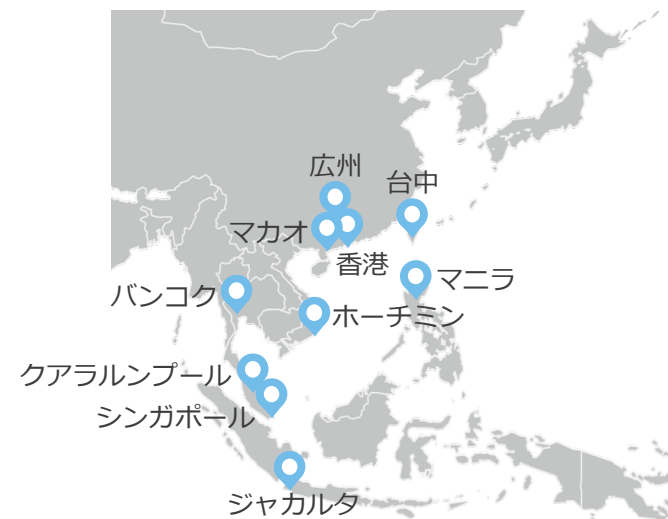 広州
台中
マカオ
香港
マニラ
バンコク
ホーチミン
クアラルンプール
シンガポール
ジャカルタ